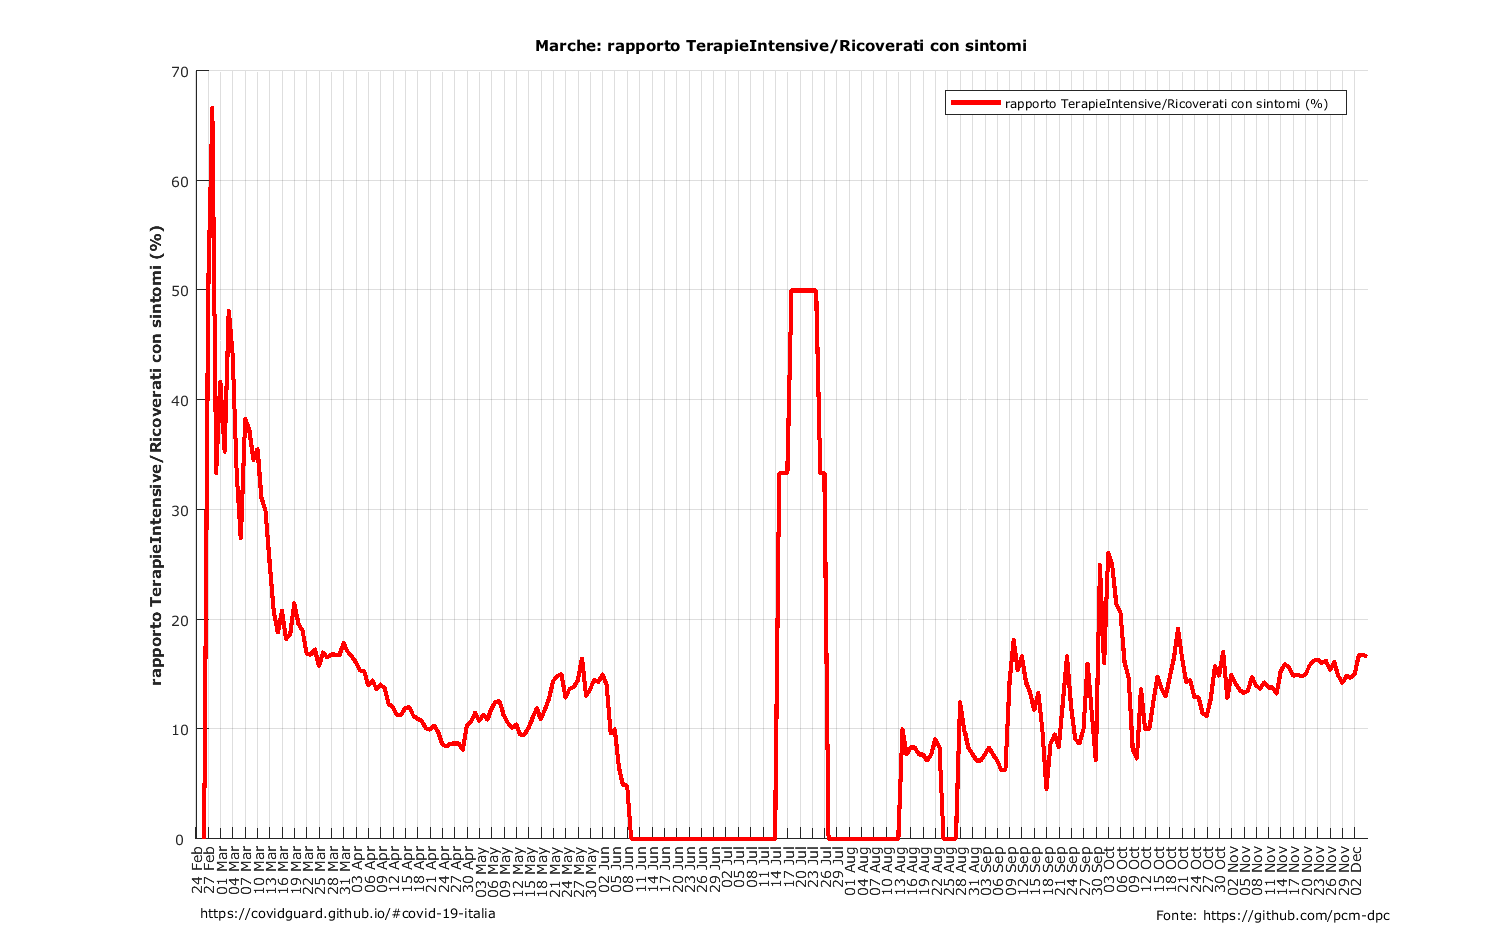 Marche: rapporto TerapieIntensive/Ricoverati con sintomi
rapporto TerapieIntensive/Ricoverati con sintomi (%)
rapporto TerapieIntensive/Ricoverati con sintomi (%)
70
60
50
40
30
20
10
0
24 Feb
27 Feb
01 Mar
04 Mar
07 Mar
10 Mar
13 Mar
16 Mar
19 Mar
22 Mar
25 Mar
28 Mar
31 Mar
03 Apr
06 Apr
09 Apr
12 Apr
15 Apr
18 Apr
21 Apr
24 Apr
27 Apr
30 Apr
03 May
06 May
09 May
12 May
15 May
18 May
21 May
24 May
27 May
30 May
02 Jun
05 Jun
08 Jun
11 Jun
14 Jun
17 Jun
20 Jun
23 Jun
26 Jun
29 Jun
02 Jul
05 Jul
08 Jul
11 Jul
14 Jul
17 Jul
20 Jul
23 Jul
26 Jul
29 Jul
01 Aug
04 Aug
07 Aug
10 Aug
13 Aug
16 Aug
19 Aug
22 Aug
25 Aug
28 Aug
31 Aug
03 Sep
06 Sep
09 Sep
12 Sep
15 Sep
18 Sep
21 Sep
24 Sep
27 Sep
30 Sep
03 Oct
06 Oct
09 Oct
12 Oct
15 Oct
18 Oct
21 Oct
24 Oct
27 Oct
30 Oct
02 Nov
05 Nov
08 Nov
11 Nov
14 Nov
17 Nov
20 Nov
23 Nov
26 Nov
29 Nov
02 Dec
https://covidguard.github.io/#covid-19-italia
Fonte: https://github.com/pcm-dpc